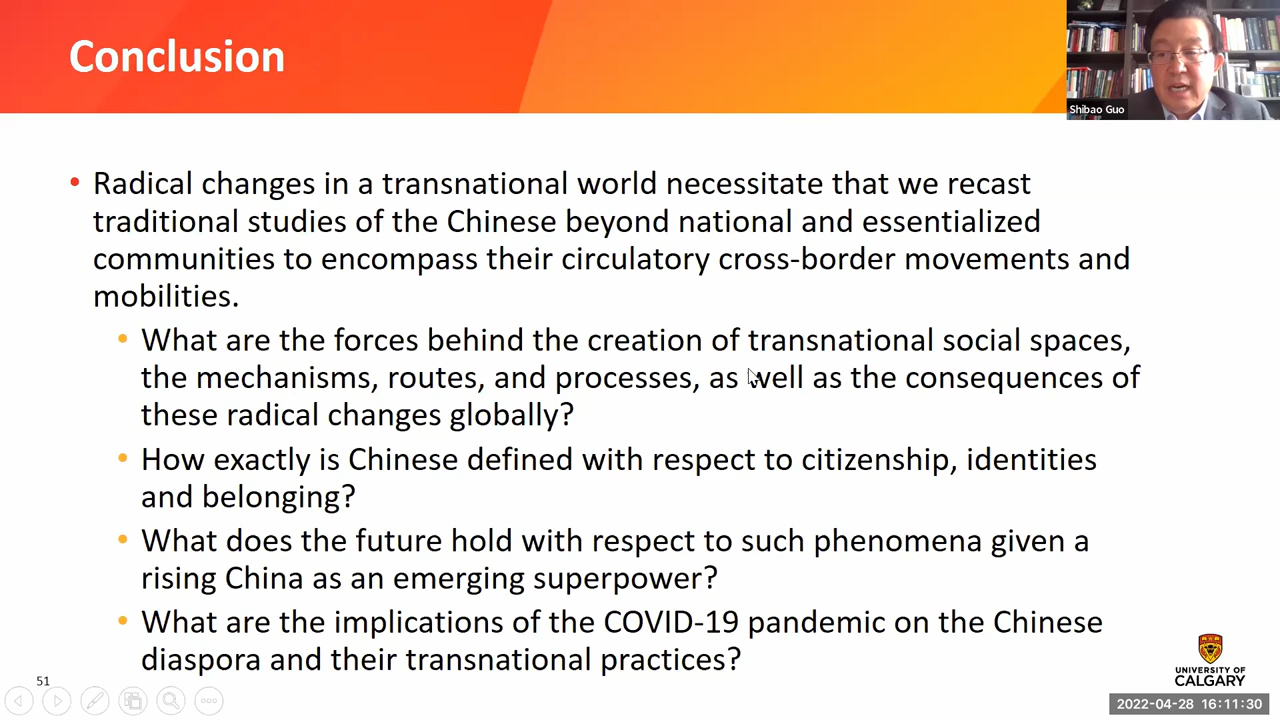 Conclusion
Shibao Guo
• Radical changes in a transnational world necessitate that we recast
traditional studies of the Chinese beyond national and essentialized
communities to encompass their circulatory cross-border movements and
mobilities.
• What are the forces behind the creation of transnational social spaces,
the mechanisms, routes, and processes, as well as the consequences of
these radical changes globally?
• How exactly is Chinese defined with respect to citizenship, identities
and belonging?
• What does the future hold with respect to such phenomena given a
rising China as an emerging superpower?
• What are the implications of the COVID-19 pandemic on the Chinese
diaspora and their transnational practices?
51
UNIVERSITY OF
CALGARY
2022-04-28 16:11:30